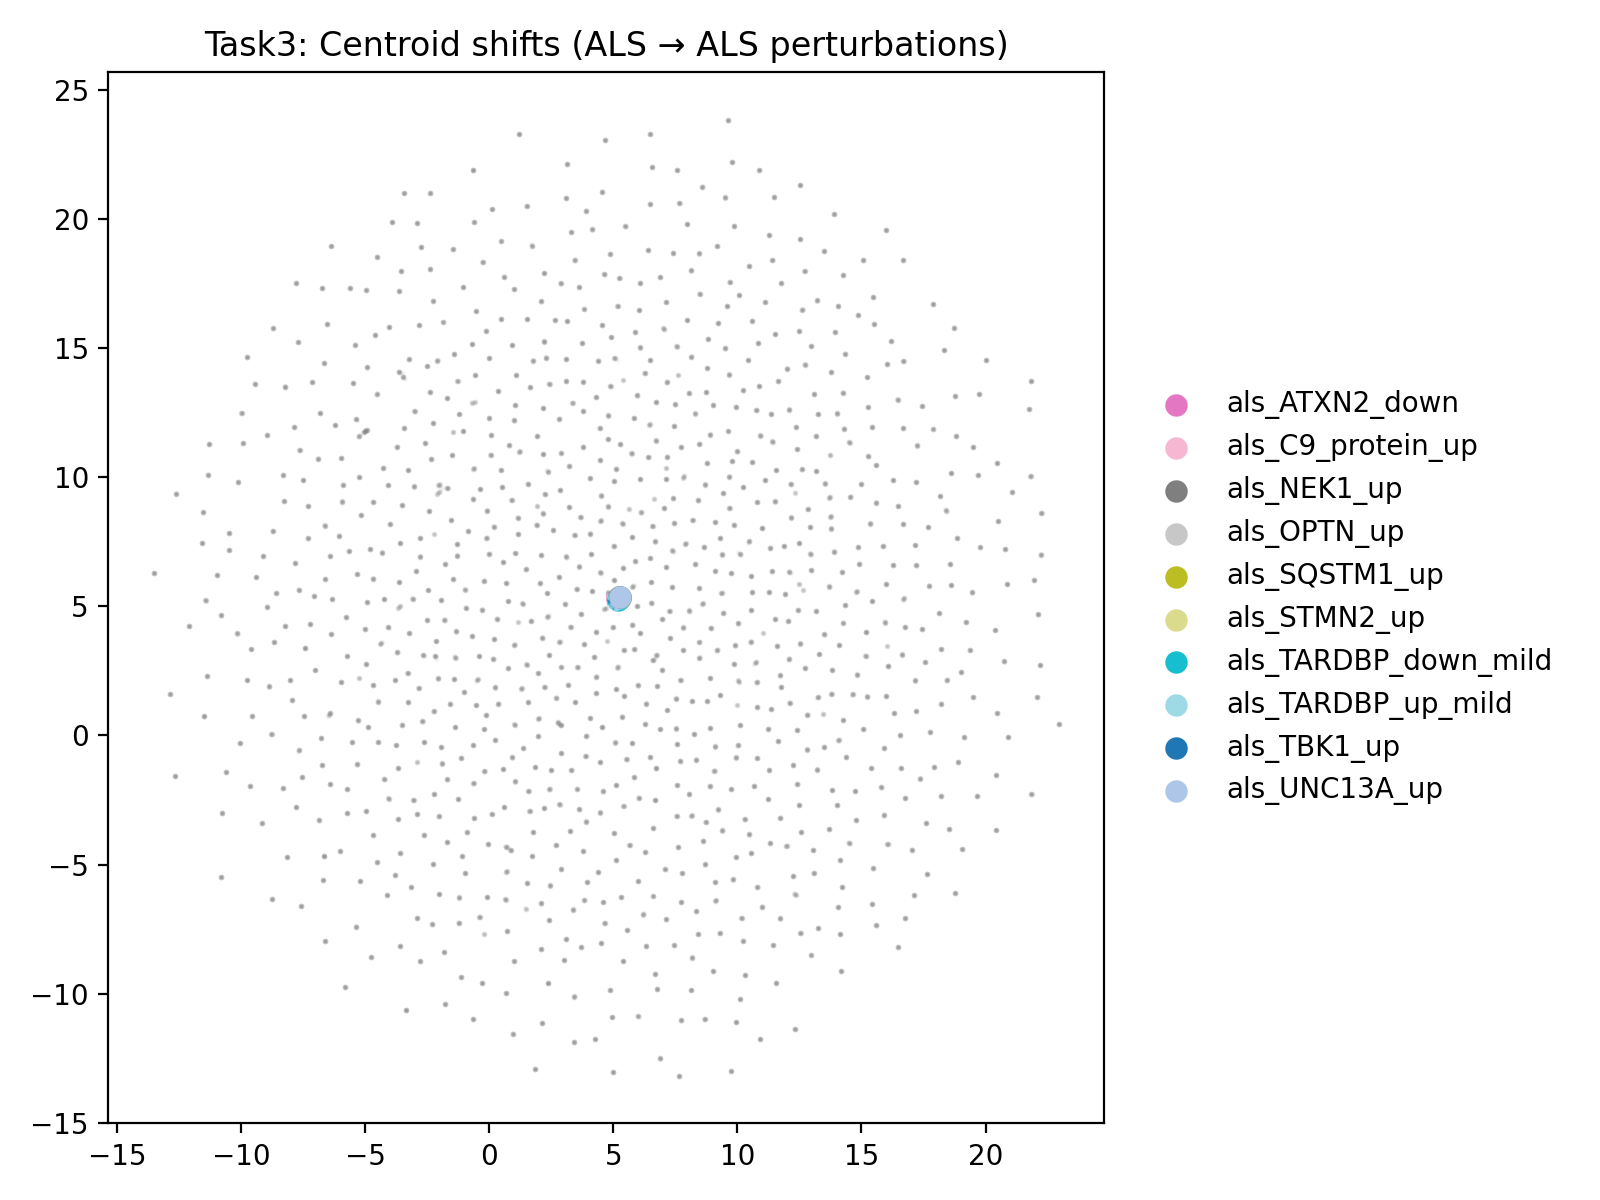 Task3: Centroid shifts (ALS → ALS perturbations)
25
20
15
10
5
0
−5
−10
−15
−15
−10
−5
0
5
10
15
20
als_ATXN2_down
als_C9_protein_up
als_NEK1_up
als_OPTN_up
als_SQSTM1_up
als_STMN2_up
als_TARDBP_down_mild
als_TARDBP_up_mild
als_TBK1_up
als_UNC13A_up